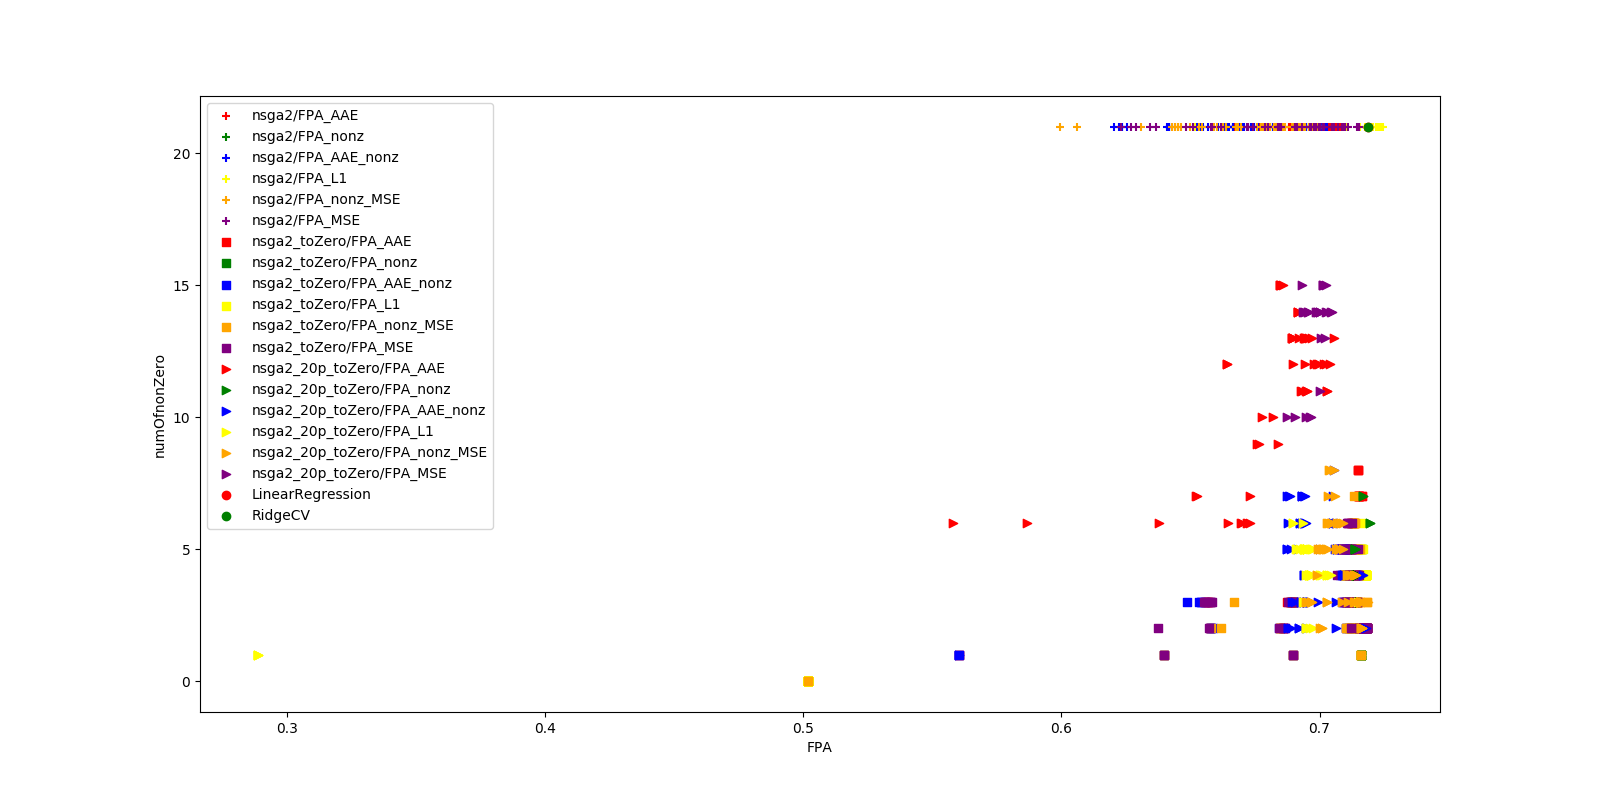 nsga2/FPA_AAE
nsga2/FPA_nonz
nsga2/FPA_AAE_nonz
nsga2/FPA_L1
nsga2/FPA_nonz_MSE
nsga2/FPA_MSE
nsga2_toZero/FPA_AAE
nsga2_toZero/FPA_nonz
nsga2_toZero/FPA_AAE_nonz
nsga2_toZero/FPA_L1
nsga2_toZero/FPA_nonz_MSE
nsga2_toZero/FPA_MSE
nsga2_20p_toZero/FPA_AAE
nsga2_20p_toZero/FPA_nonz
nsga2_20p_toZero/FPA_AAE_nonz
nsga2_20p_toZero/FPA_L1
nsga2_20p_toZero/FPA_nonz_MSE
nsga2_20p_toZero/FPA_MSE
LinearRegression
RidgeCV
numOfnonZero
20
15
10
5
0
0.3 0.4 0.5 0.6 0.7
FPA